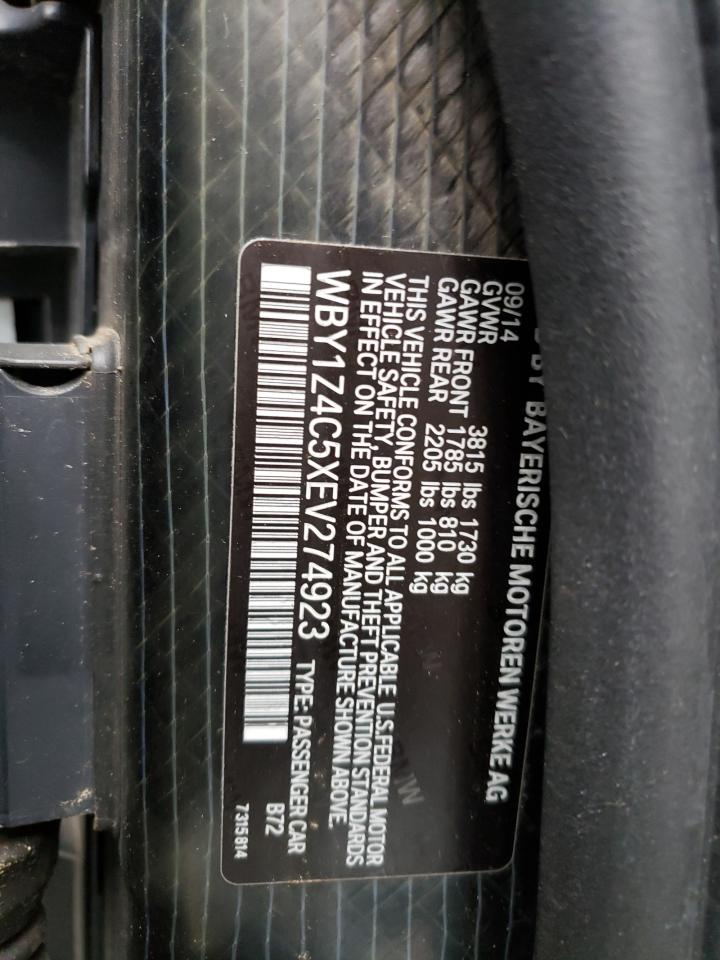 D BY BAYERISCHE MOTOREN WERKE AG
09/14
GVWR 3815 lbs 1730 kg
GAWR FRONT 1785 lbs 810 kg
GAWR REAR 2205 lbs 1000 kg
THIS VEHICLE CONFORMS TO ALL APPLICABLE U.S.FEDERAL MOTOR
VEHICLE SAFETY, BUMPER AND THEFT PREVENTION STANDARDS
IN EFFECT ON THE DATE OF MANUFACTURE SHOWN ABOVE.
WBY1Z4C5XEV274923 TYPE: PASSENGER CAR
B72
7315814